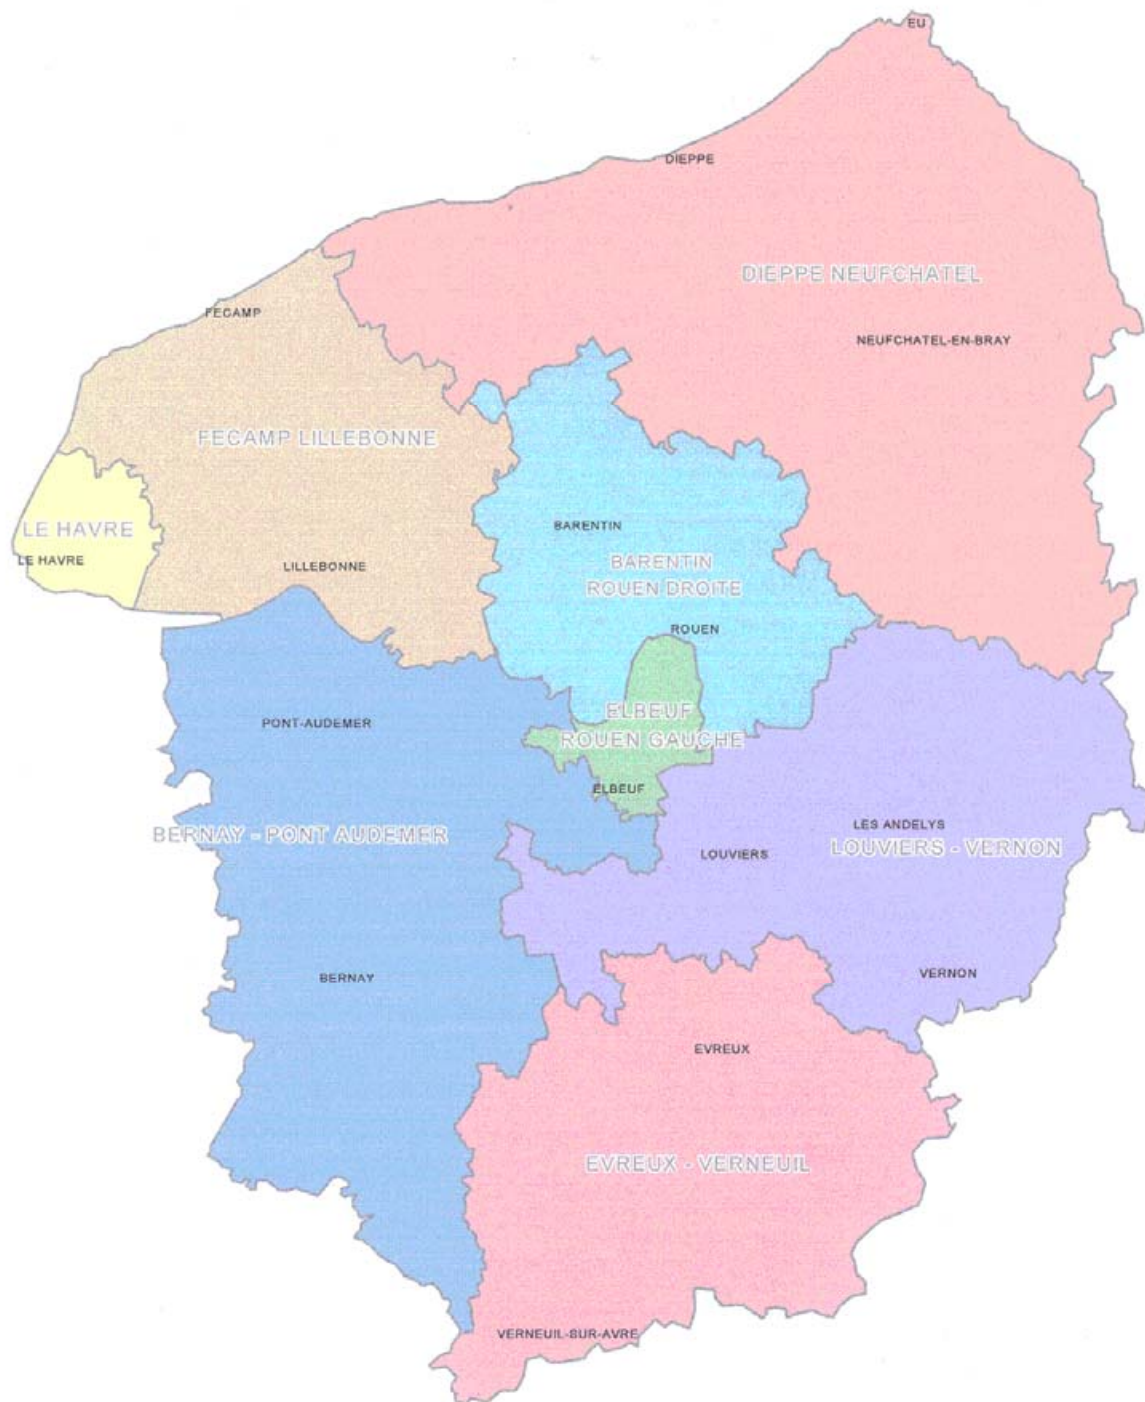 EU
DIEPPE
DIEPPE NEUFCHATEL
FECAMP
NEUFCHATEL-EN-BRAY
FECAMP LILLEBONNE
LE HAVRE
BARENTIN
LE HAVRE
LILLEBONNE
BARENTIN
ROUEN DROITE
ROUEN
ELBEUF
ROUEN GAUCHE
PONT-AUDEMER
ELBEUF
BERNAY - PONT AUDEMER
LES ANDELYS
LOUVIERS - VERNON
LOUVIERS
BERNAY
VERNON
EVREUX
EVREUX - VERNEUIL
VERNEUIL-SUR-AVRE